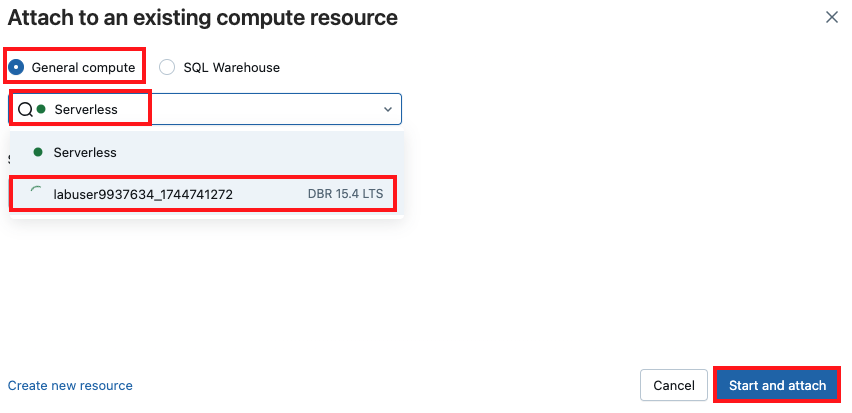 Attach to an existing compute resource
General compute
SQL Warehouse
Serverless
Serverless
labuser9937634_1744741272 DBR 15.4 LTS
Create new resource
Cancel
Start and attach